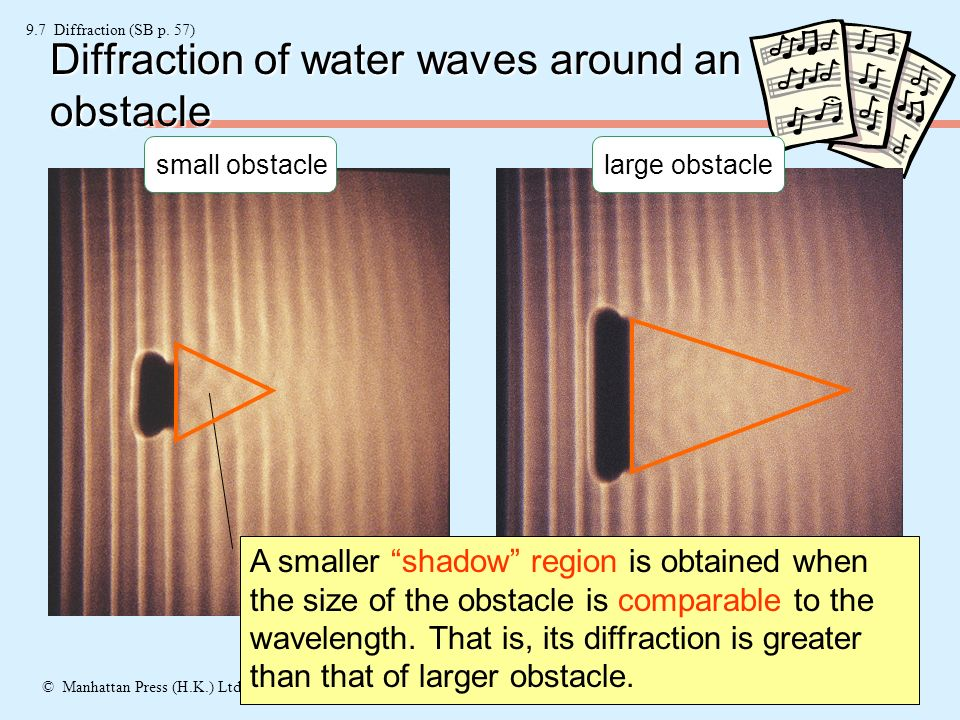 9.7 Diffraction (SB p. 57)
Diffraction of water waves around an
obstacle
small obstacle
large obstacle
A smaller “shadow” region is obtained when
the size of the obstacle is comparable to the
wavelength. That is, its diffraction is greater
than that of larger obstacle.
© Manhattan Press (H.K.) Ltd